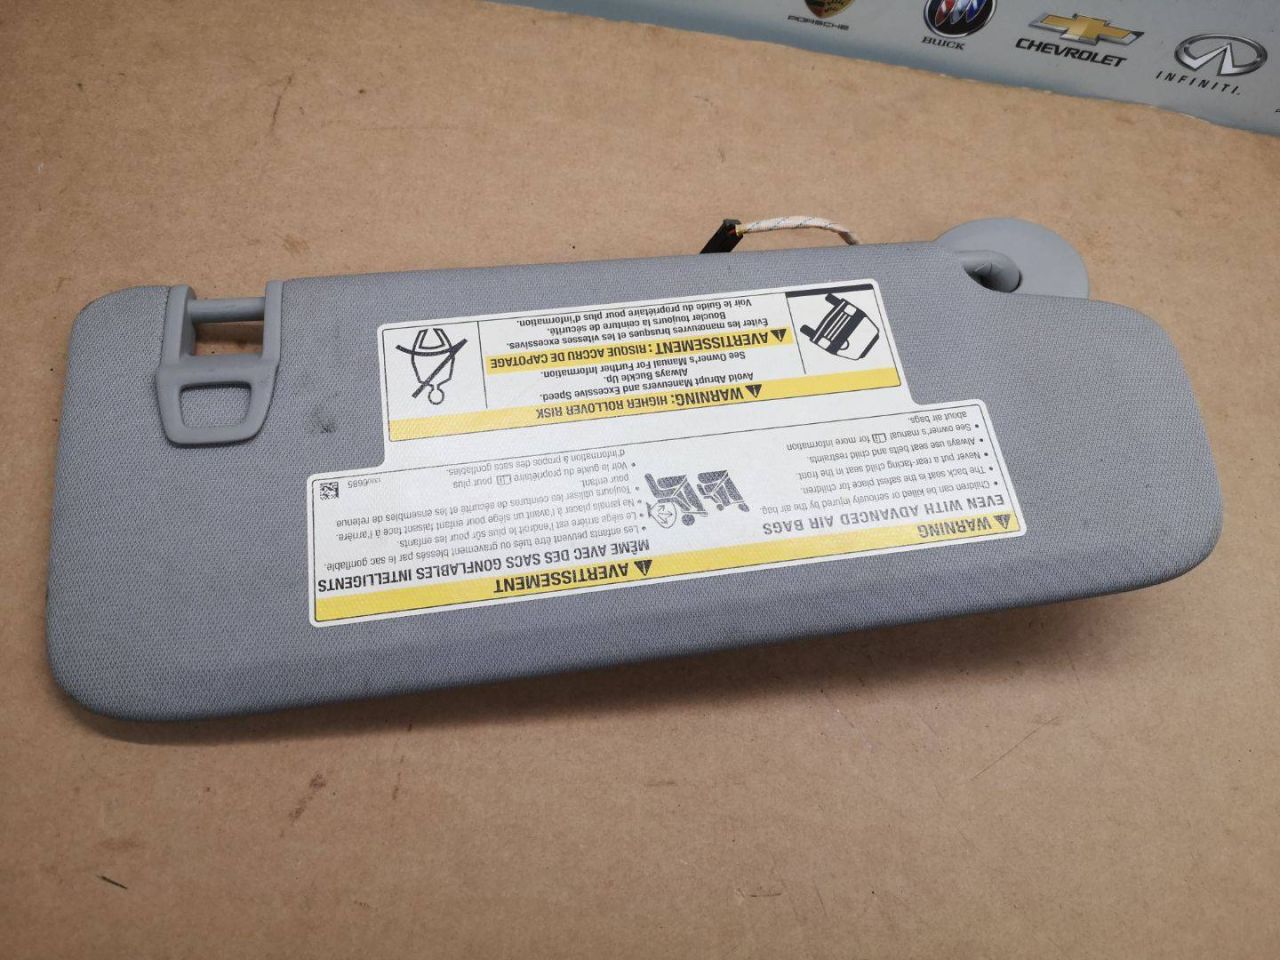 PORSCHE
BUICK
CHEVROLET
INFINITI
WARNING
EVEN WITH ADVANCED AIR BAGS
• Children can be killed or seriously injured by the air bag.
• The back seat is the safest place for children.
• Never put a rear-facing child seat in the front.
• Always use seat belts and child restraints.
• See owner's manual for more information
about air bags.
AVERTISSEMENT
MÊME AVEC DES SACS GONFLABLES INTELLIGENTS
• Les enfants peuvent être tués ou gravement blessés par le sac gonflable.
• Le siège arrière est l'endroit le plus sûr pour les enfants.
• Ne jamais placer à l'avant un siège pour enfant faisant face à l'arrière.
• Toujours utiliser les ceintures de sécurité et les ensembles de retenue
pour enfant.
• Voir le guide du propriétaire pour plus
d'information à propos des sacs gonflables.
WARNING: HIGHER ROLLOVER RISK
Avoid Abrupt Maneuvers and Excessive Speed.
Always Buckle Up.
See Owner's Manual For Further Information.
AVERTISSEMENT : RISQUE ACCRU DE CAPOTAGE
Éviter les manœuvres brusques et les vitesses excessives.
Boucler toujours la ceinture de sécurité.
Voir le Guide du propriétaire pour plus d'information.